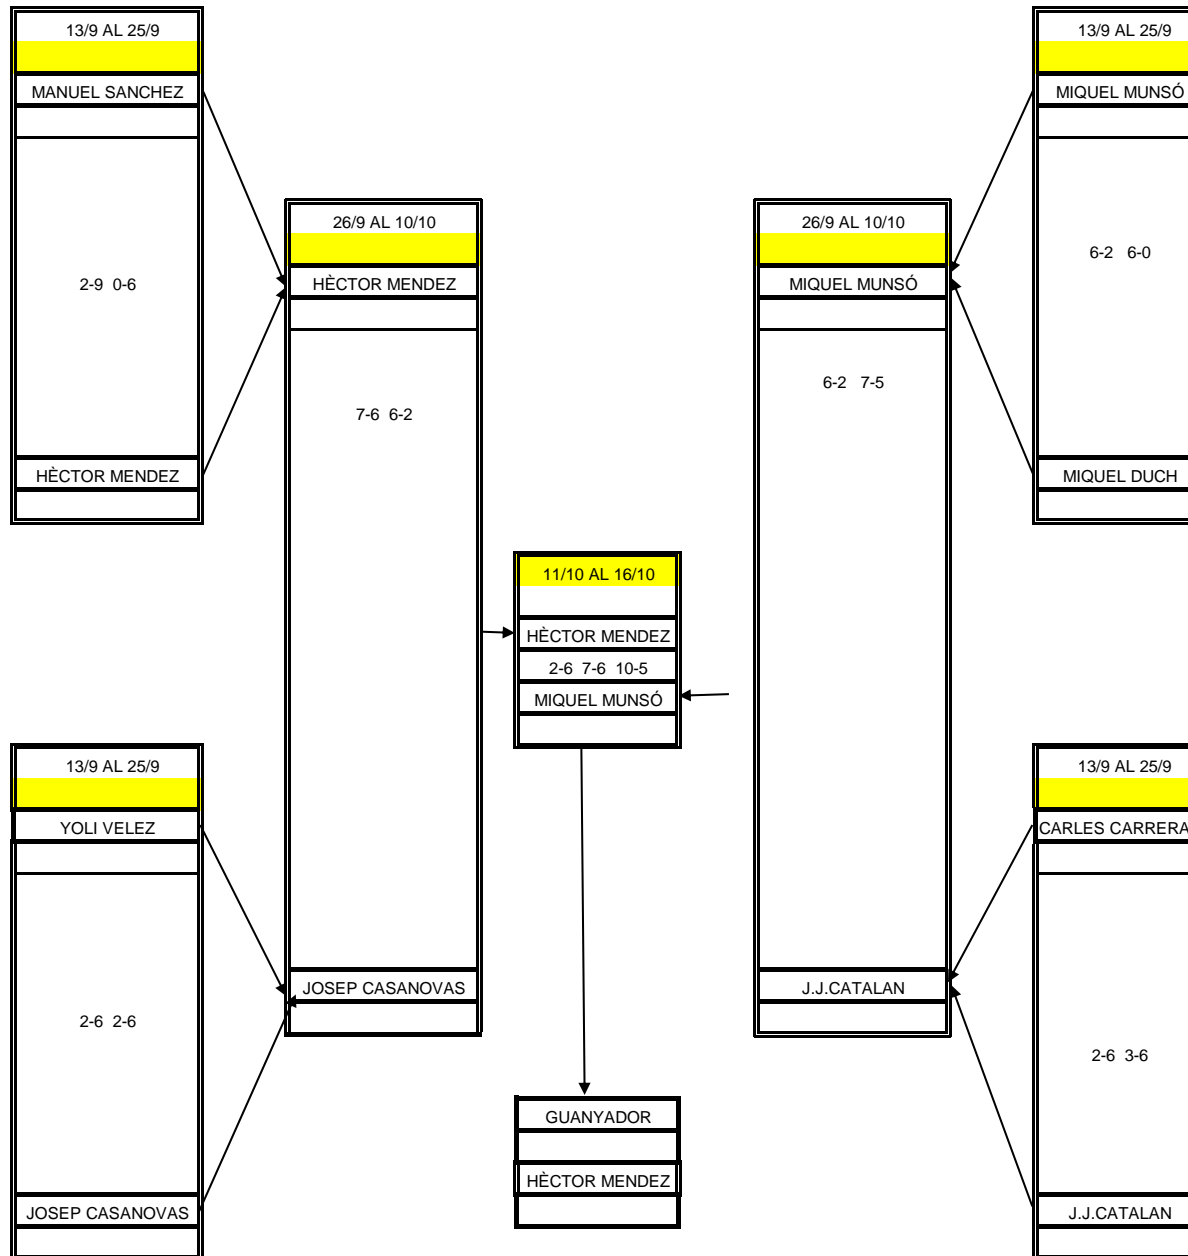 13/9 AL 25/9
MANUEL SANCHEZ
2-9 0-6
HÈCTOR MENDEZ
13/9 AL 25/9
YOLI VELEZ
2-6 2-6
JOSEP CASANOVAS
26/9 AL 10/10
HÈCTOR MENDEZ
7-6 6-2
JOSEP CASANOVAS
11/10 AL 16/10
HÈCTOR MENDEZ
2-6 7-6 10-5
MIQUEL MUNSÓ
GUANYADOR
HÈCTOR MENDEZ
26/9 AL 10/10
MIQUEL MUNSÓ
6-2 7-5
J.J.CATALAN
13/9 AL 25/9
MIQUEL MUNSÓ
6-2 6-0
MIQUEL DUCH
13/9 AL 25/9
CARLES CARRERA
2-6 3-6
J.J.CATALAN